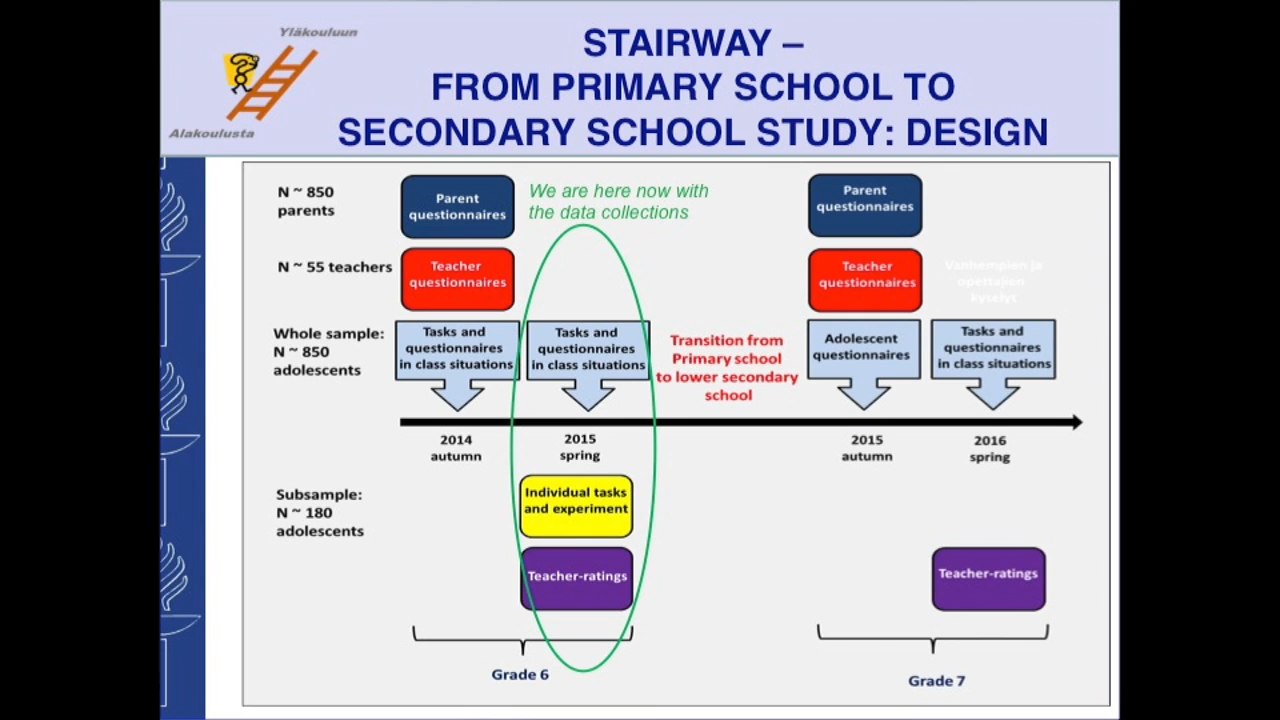 Yläkouluun
Alakoulusta
STAIRWAY –
FROM PRIMARY SCHOOL TO
SECONDARY SCHOOL STUDY: DESIGN
N ~ 850
parents
Parent
questionnaires
We are here now with
the data collections
Parent
questionnaires
N ~ 55 teachers
Teacher
questionnaires
Teacher
questionnaires
Vanhempien ja
opettajien
kyselyt
Whole sample:
N ~ 850
adolescents
Tasks and
questionnaires
in class situations
Tasks and
questionnaires
in class situations
Transition from
Primary school
to lower secondary
school
Adolescent
questionnaires
Tasks and
questionnaires
in class situations
2014
autumn
2015
spring
2015
autumn
2016
spring
Subsample:
N ~ 180
adolescents
Individual tasks
and experiment
Teacher-ratings
Teacher-ratings
Grade 6
Grade 7